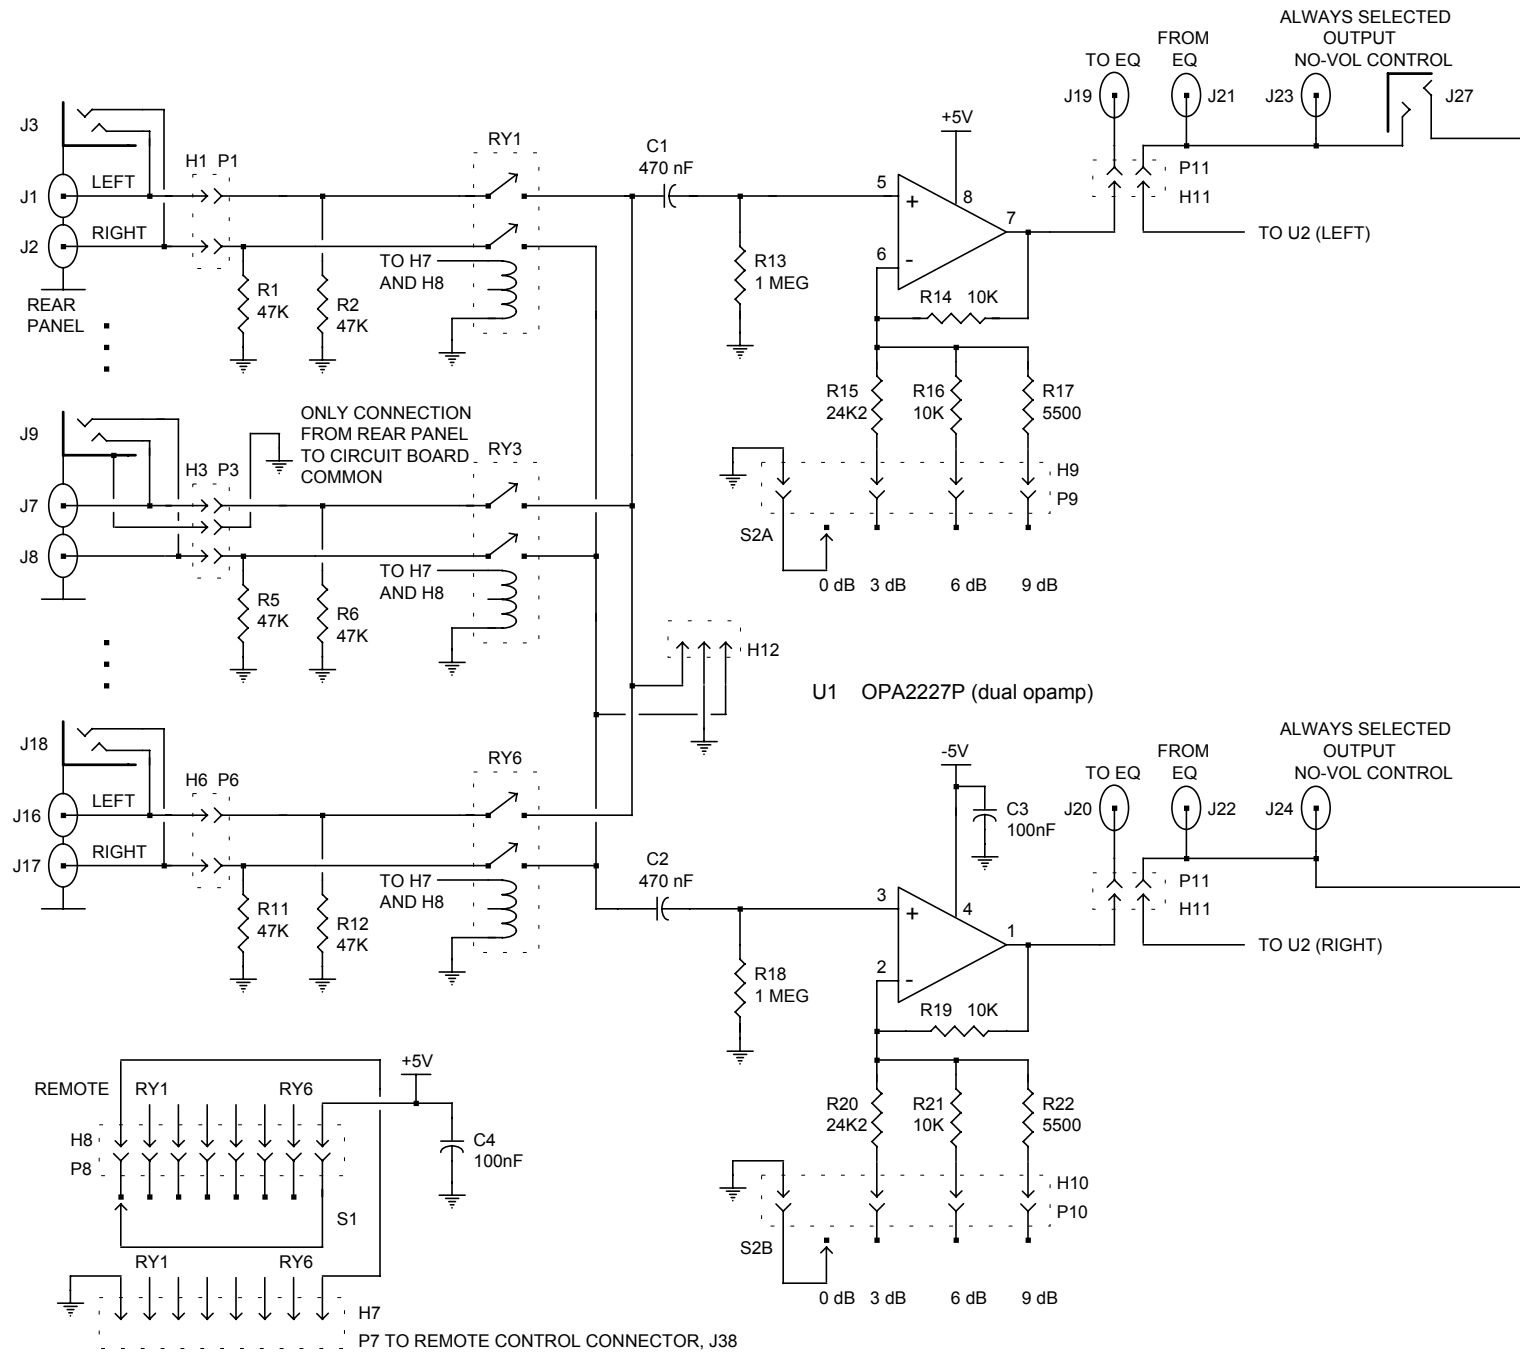 ALWAYS SELECTED
OUTPUT
NO-VOL CONTROL
FROM
EQ
TO EQ
J19
J21
J23
J27
+5V
J3
H1 P1
RY1
C1
470 nF
J1
LEFT
J2
RIGHT
REAR
PANEL
R1
47K
R2
47K
TO H7
AND H8
R13
1 MEG
5
+
8
7
6
-
R14 10K
P11
H11
TO U2 (LEFT)
R15
24K2
R16
10K
R17
5500
H9
P9
S2A
0 dB 3 dB 6 dB 9 dB
J9
ONLY CONNECTION
FROM REAR PANEL
TO CIRCUIT BOARD
COMMON
H3 P3
RY3
J7
J8
R5
47K
R6
47K
TO H7
AND H8
H12
U1 OPA2227P (dual opamp)
J18
H6 P6
RY6
J16
LEFT
J17
RIGHT
R11
47K
R12
47K
TO H7
AND H8
C2
470 nF
R18
1 MEG
-5V
C3
100nF
3
+
4
1
2
-
R19 10K
TO EQ
FROM
EQ
ALWAYS SELECTED
OUTPUT
NO-VOL CONTROL
J20
J22
J24
P11
H11
TO U2 (RIGHT)
R20
24K2
R21
10K
R22
5500
H10
P10
S2B
0 dB 3 dB 6 dB 9 dB
REMOTE
RY1
RY6
+5V
H8
P8
C4
100nF
S1
RY1
RY6
H7
P7 TO REMOTE CONTROL CONNECTOR, J38